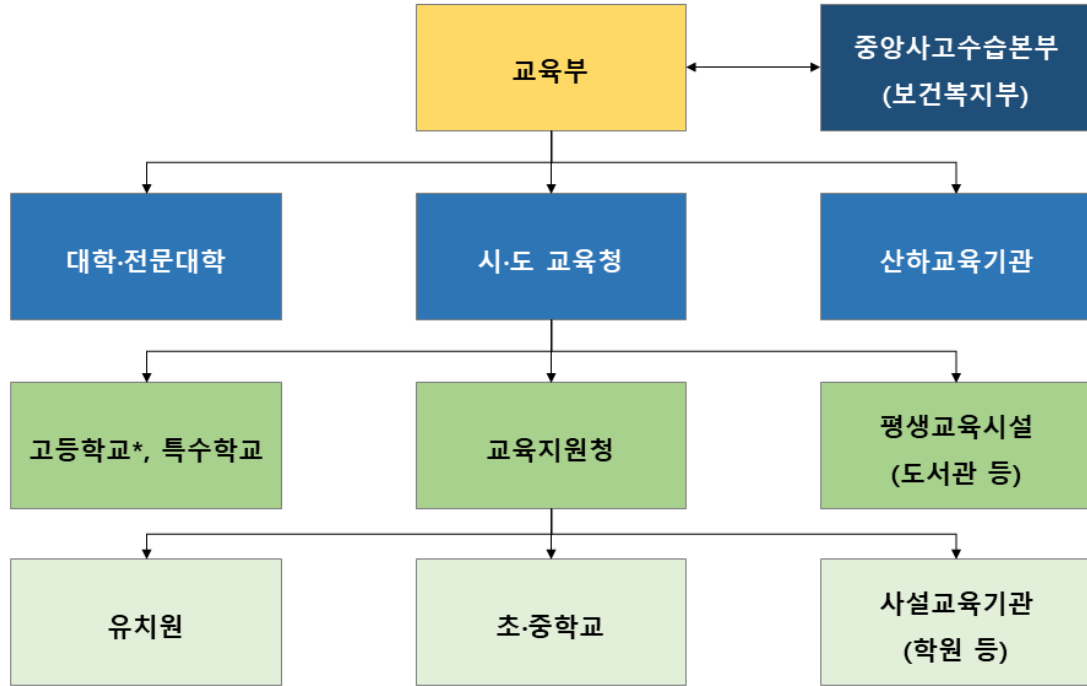 교육부
중앙사고수습본부
(보건복지부)
대학·전문대학
시·도 교육청
산하교육기관
고등학교*, 특수학교
교육지원청
평생교육시설
(도서관 등)
유치원
초·중학교
사설교육기관
(학원 등)